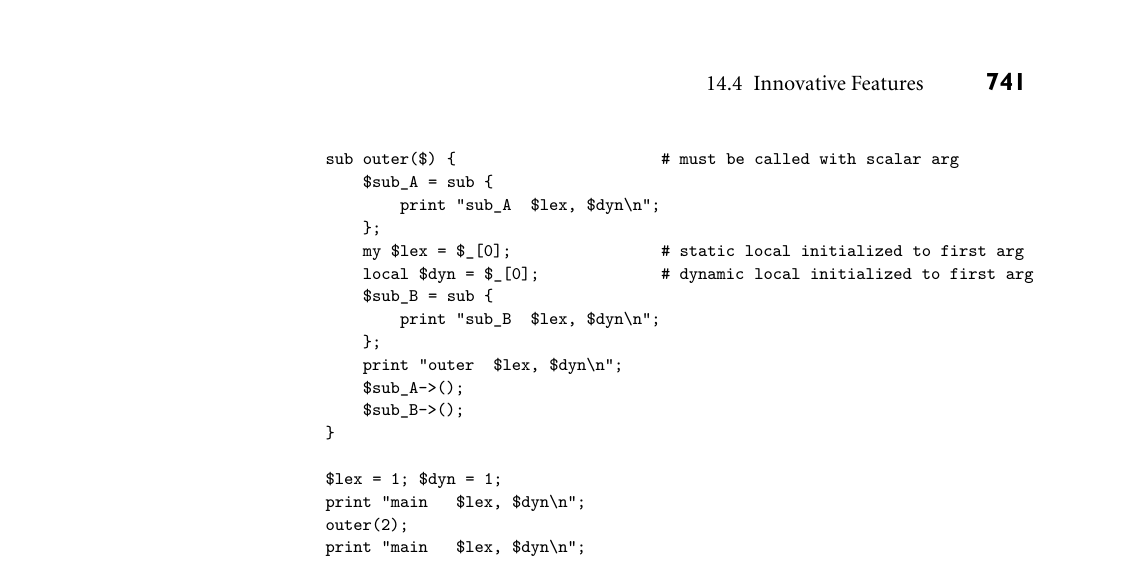 14.4 Innovative Features 741
sub outer($) { # must be called with scalar arg
    $sub_A = sub {
        print "sub_A  $lex, $dyn\n";
    };
    my $lex = $_[0]; # static local initialized to first arg
    local $dyn = $_[0]; # dynamic local initialized to first arg
    $sub_B = sub {
        print "sub_B  $lex, $dyn\n";
    };
    print "outer  $lex, $dyn\n";
    $sub_A->();
    $sub_B->();
}
$lex = 1; $dyn = 1;
print "main   $lex, $dyn\n";
outer(2);
print "main   $lex, $dyn\n";